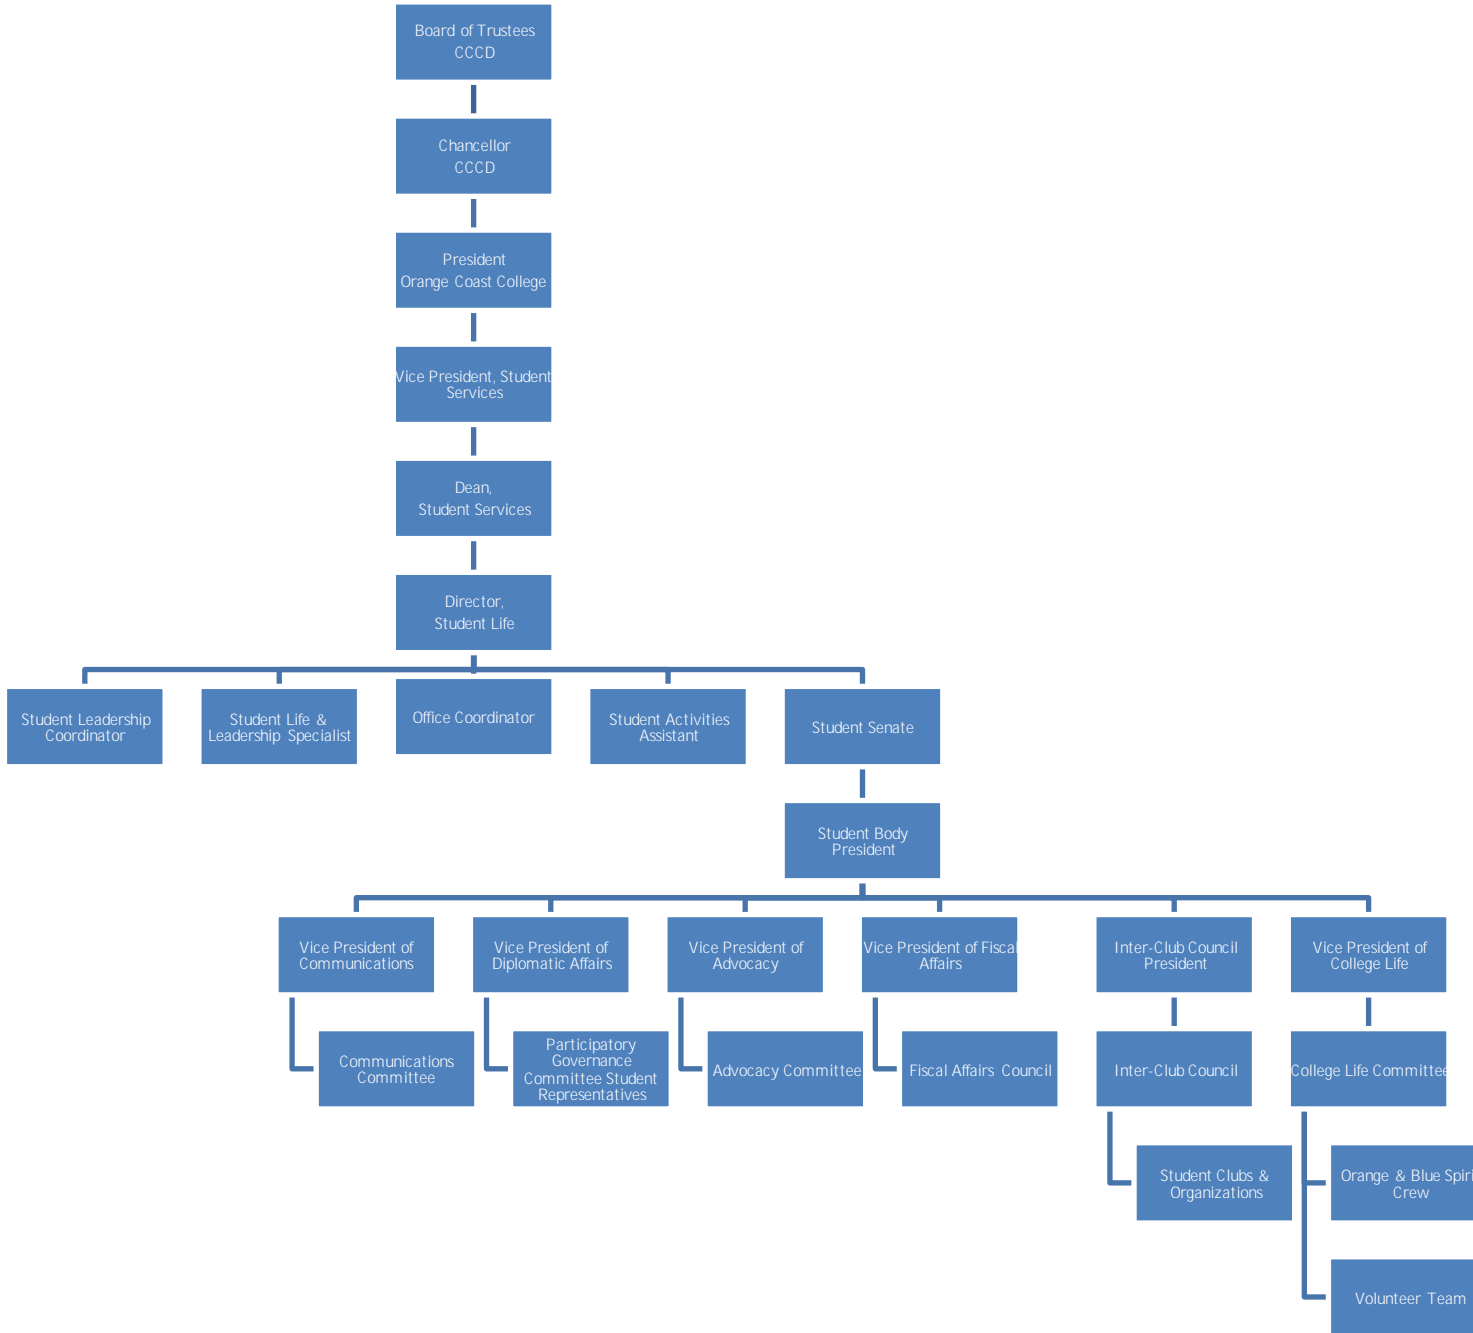 Board of Trustees
CCCD
Chancellor
CCCD
President
Orange Coast College
Vice President, Student
Services
Dean,
Student Services
Director,
Student Life
Student Leadership
Coordinator
Student Life &
Leadership Specialist
Office Coordinator
Student Activities
Assistant
Student Senate
Student Body
President
Vice President of
Communications
Vice President of
Diplomatic Affairs
Vice President of
Advocacy
Vice President of Fiscal
Affairs
Inter-Club Council
President
Vice President of
College Life
Communications
Committee
Participatory
Governance
Committee Student
Representatives
Advocacy Committee
Fiscal Affairs Council
Inter-Club Council
College Life Committee
Student Clubs &
Organizations
Orange & Blue Spiri
Crew
Volunteer Team